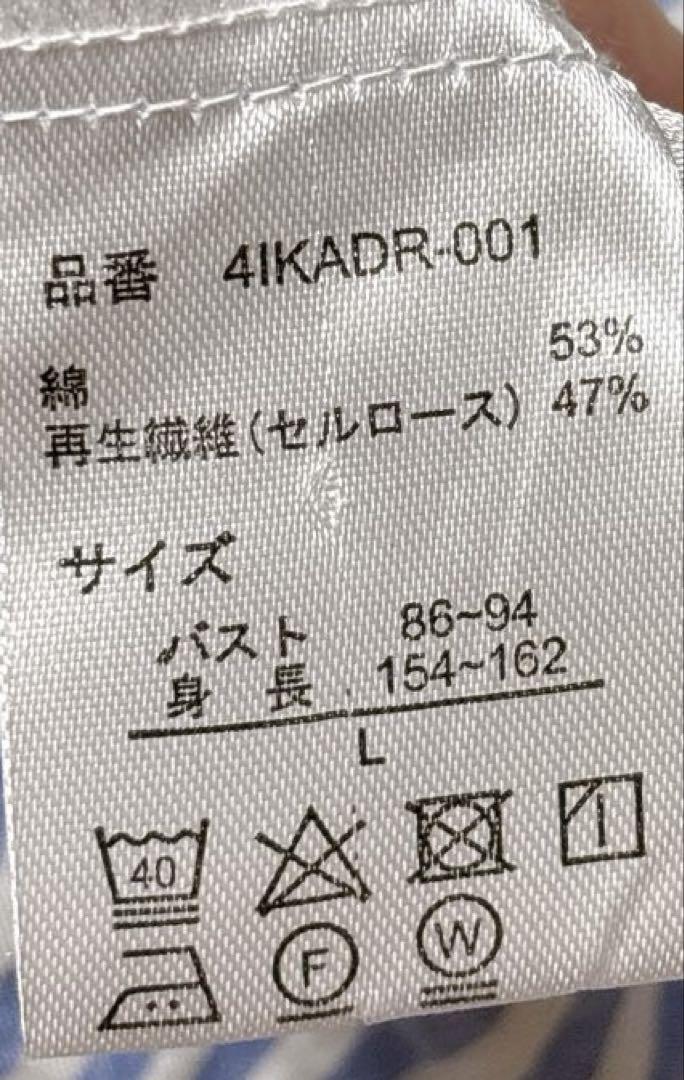 品番 4IKADR-001
綿 53%
再生繊維(セルロース) 47%
サイズ
バスト 86~94
身長 154~162
L
40
F W